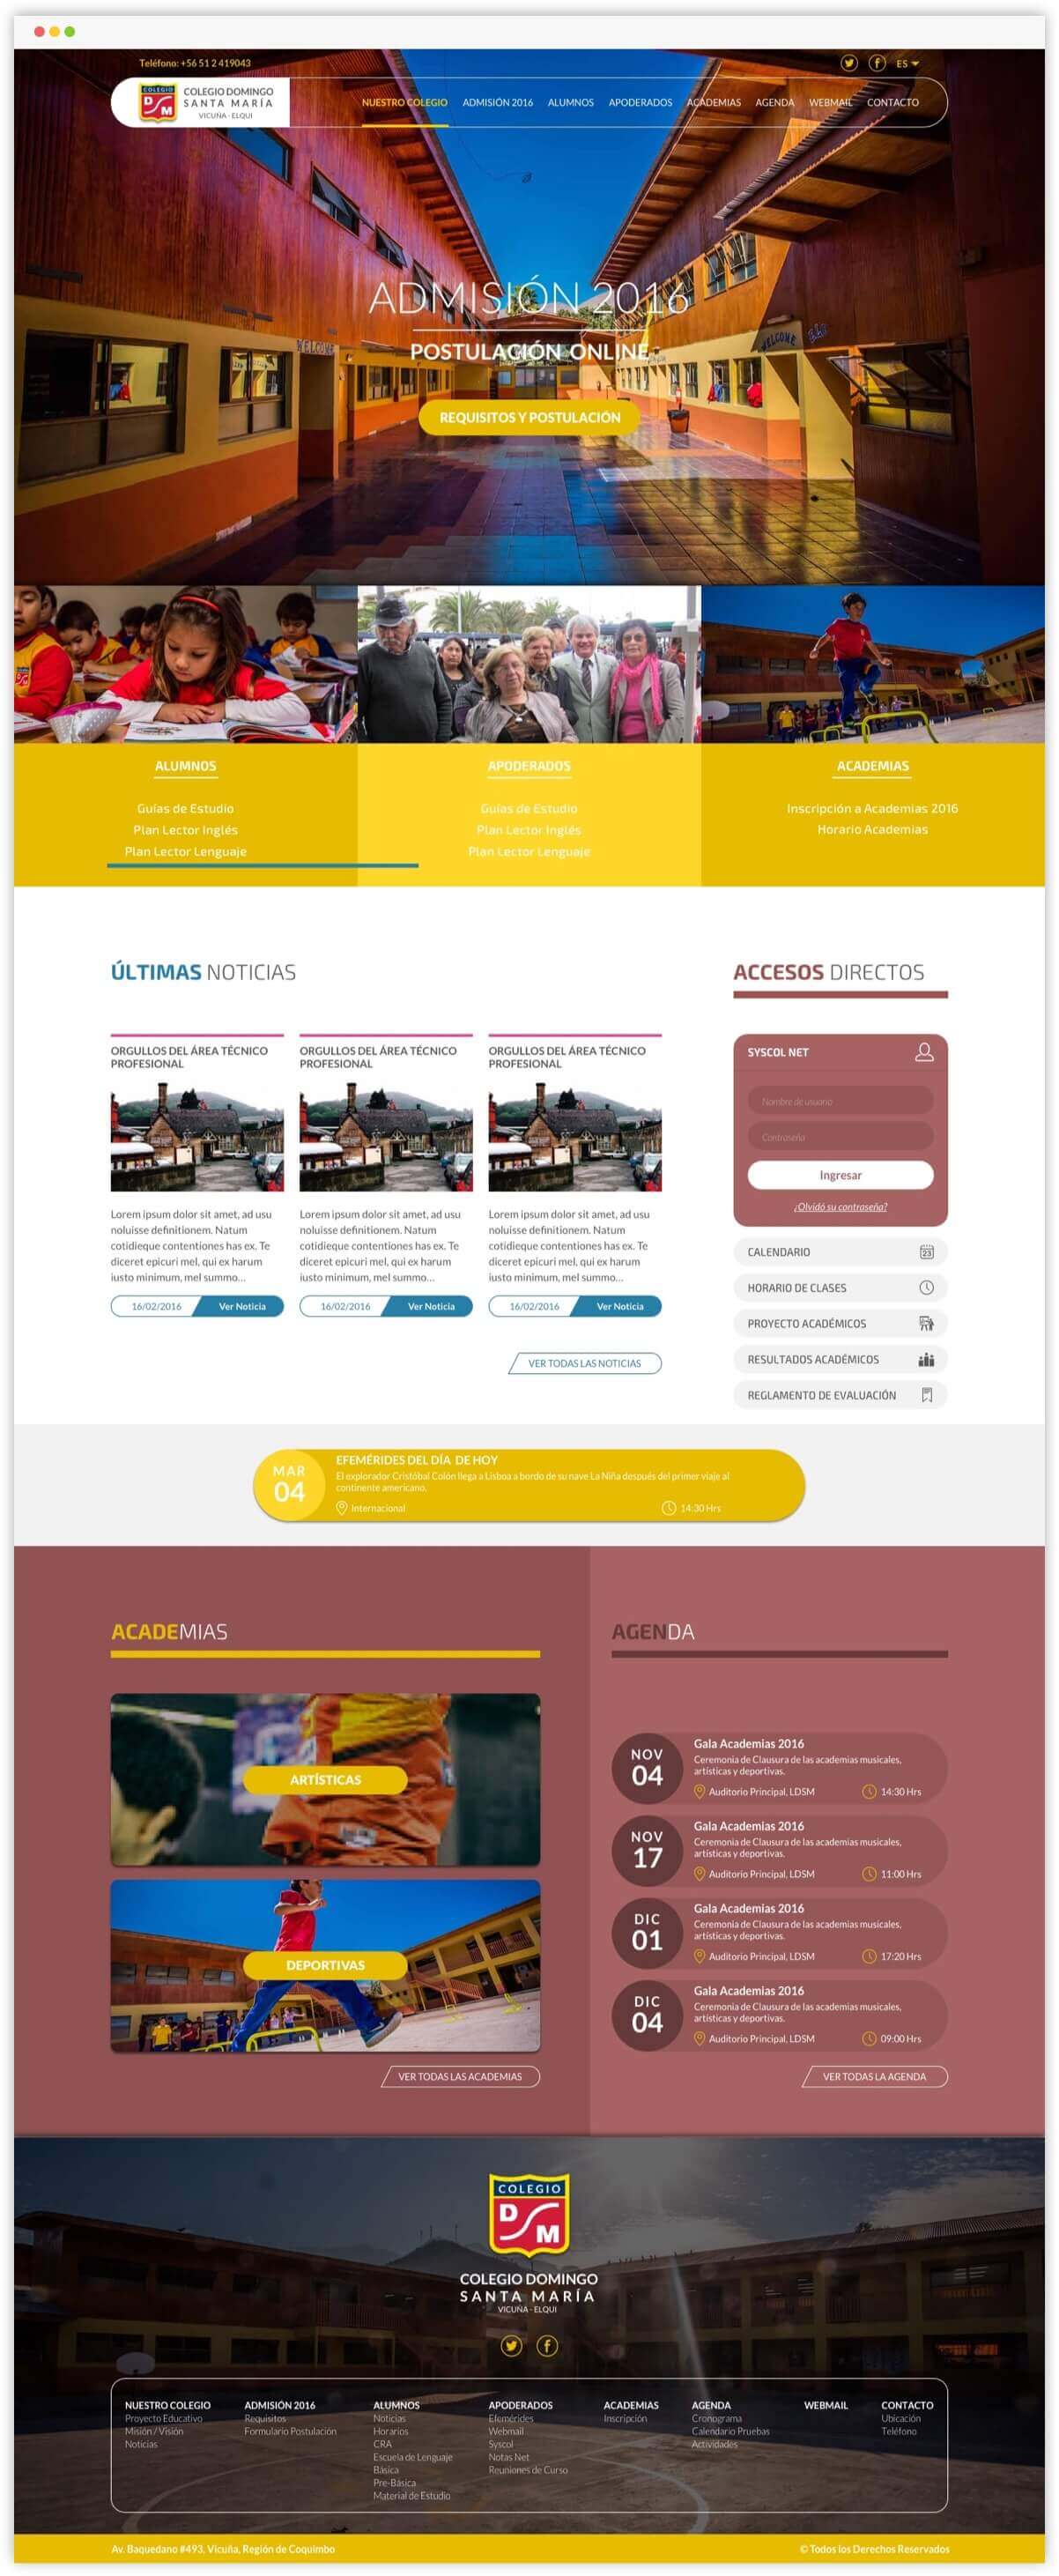 Teléfono: +56 51 2 419043
ES
COLEGIO
D
S
M
COLEGIO DOMINGO
SANTA MARÍA
VICUÑA - ELQUI
NUESTRO COLEGIO ADMISIÓN 2016 ALUMNOS APODERADOS ACADEMIAS AGENDA WEBMAIL CONTACTO
ADMISIÓN 2016
WELCOME
WELCOME
POSTULACIÓN ONLINE
REQUISITOS Y POSTULACIÓN
ALUMNOS
Guías de Estudio
Plan Lector Inglés
Plan Lector Lenguaje
APODERADOS
Guías de Estudio
Plan Lector Inglés
Plan Lector Lenguaje
ACADEMIAS
Inscripción a Academias 2016
Horario Academias
ÚLTIMAS NOTICIAS
ORGULLOS DEL ÁREA TÉCNICO
PROFESIONAL
Lorem ipsum dolor sit amet, ad usu
noluisse definitionem. Natum
cotidieque contentiones has ex. Te
diceret epicuri mel, qui ex harum
iusto minimum, mel summo...
16/02/2016 Ver Noticia
ORGULLOS DEL ÁREA TÉCNICO
PROFESIONAL
Lorem ipsum dolor sit amet, ad usu
noluisse definitionem. Natum
cotidieque contentiones has ex. Te
diceret epicuri mel, qui ex harum
iusto minimum, mel summo...
16/02/2016 Ver Noticia
ORGULLOS DEL ÁREA TÉCNICO
PROFESIONAL
Lorem ipsum dolor sit amet, ad usu
noluisse definitionem. Natum
cotidieque contentiones has ex. Te
diceret epicuri mel, qui ex harum
iusto minimum, mel summo...
16/02/2016 Ver Noticia
VER TODAS LAS NOTICIAS
ACCESOS DIRECTOS
SYSCOL NET
Nombre de usuario
Contraseña
Ingresar
¿Olvidó su contraseña?
CALENDARIO
23
HORARIO DE CLASES
PROYECTO ACADÉMICOS
RESULTADOS ACADÉMICOS
REGLAMENTO DE EVALUACIÓN
MAR
04
EFEMÉRIDES DEL DÍA DE HOY
El explorador Cristóbal Colón llega a Lisboa a bordo de su nave La Niña después del primer viaje al
continente americano.
Internacional 14:30 Hrs
ACADEMIAS
ARTÍSTICAS
DEPORTIVAS
VER TODAS LAS ACADEMIAS
AGENDA
NOV
04
Gala Academias 2016
Ceremonia de Clausura de las academias musicales,
artísticas y deportivas.
Auditorio Principal, LDSM 14:30 Hrs
NOV
17
Gala Academias 2016
Ceremonia de Clausura de las academias musicales,
artísticas y deportivas.
Auditorio Principal, LDSM 11:00 Hrs
DIC
01
Gala Academias 2016
Ceremonia de Clausura de las academias musicales,
artísticas y deportivas.
Auditorio Principal, LDSM 17:20 Hrs
DIC
04
Gala Academias 2016
Ceremonia de Clausura de las academias musicales,
artísticas y deportivas.
Auditorio Principal, LDSM 09:00 Hrs
VER TODAS LA AGENDA
COLEGIO
D
S
M
COLEGIO DOMINGO
SANTA MARÍA
VICUÑA - ELQUI
NUESTRO COLEGIO
Proyecto Educativo
Misión / Visión
Noticias
ADMISIÓN 2016
Requisitos
Formulario Postulación
ALUMNOS
Noticias
Horarios
CRA
Escuela de Lenguaje
Básica
Pre-Básica
Material de Estudio
APODERADOS
Efemérides
Webmail
Syscol
Notas Net
Reuniones de Curso
ACADEMIAS
Inscripción
AGENDA
Cronograma
Calendario Pruebas
Actividades
WEBMAIL
CONTACTO
Ubicación
Teléfono
Av. Baquedano #493, Vicuña, Región de Coquimbo
© Todos los Derechos Reservados